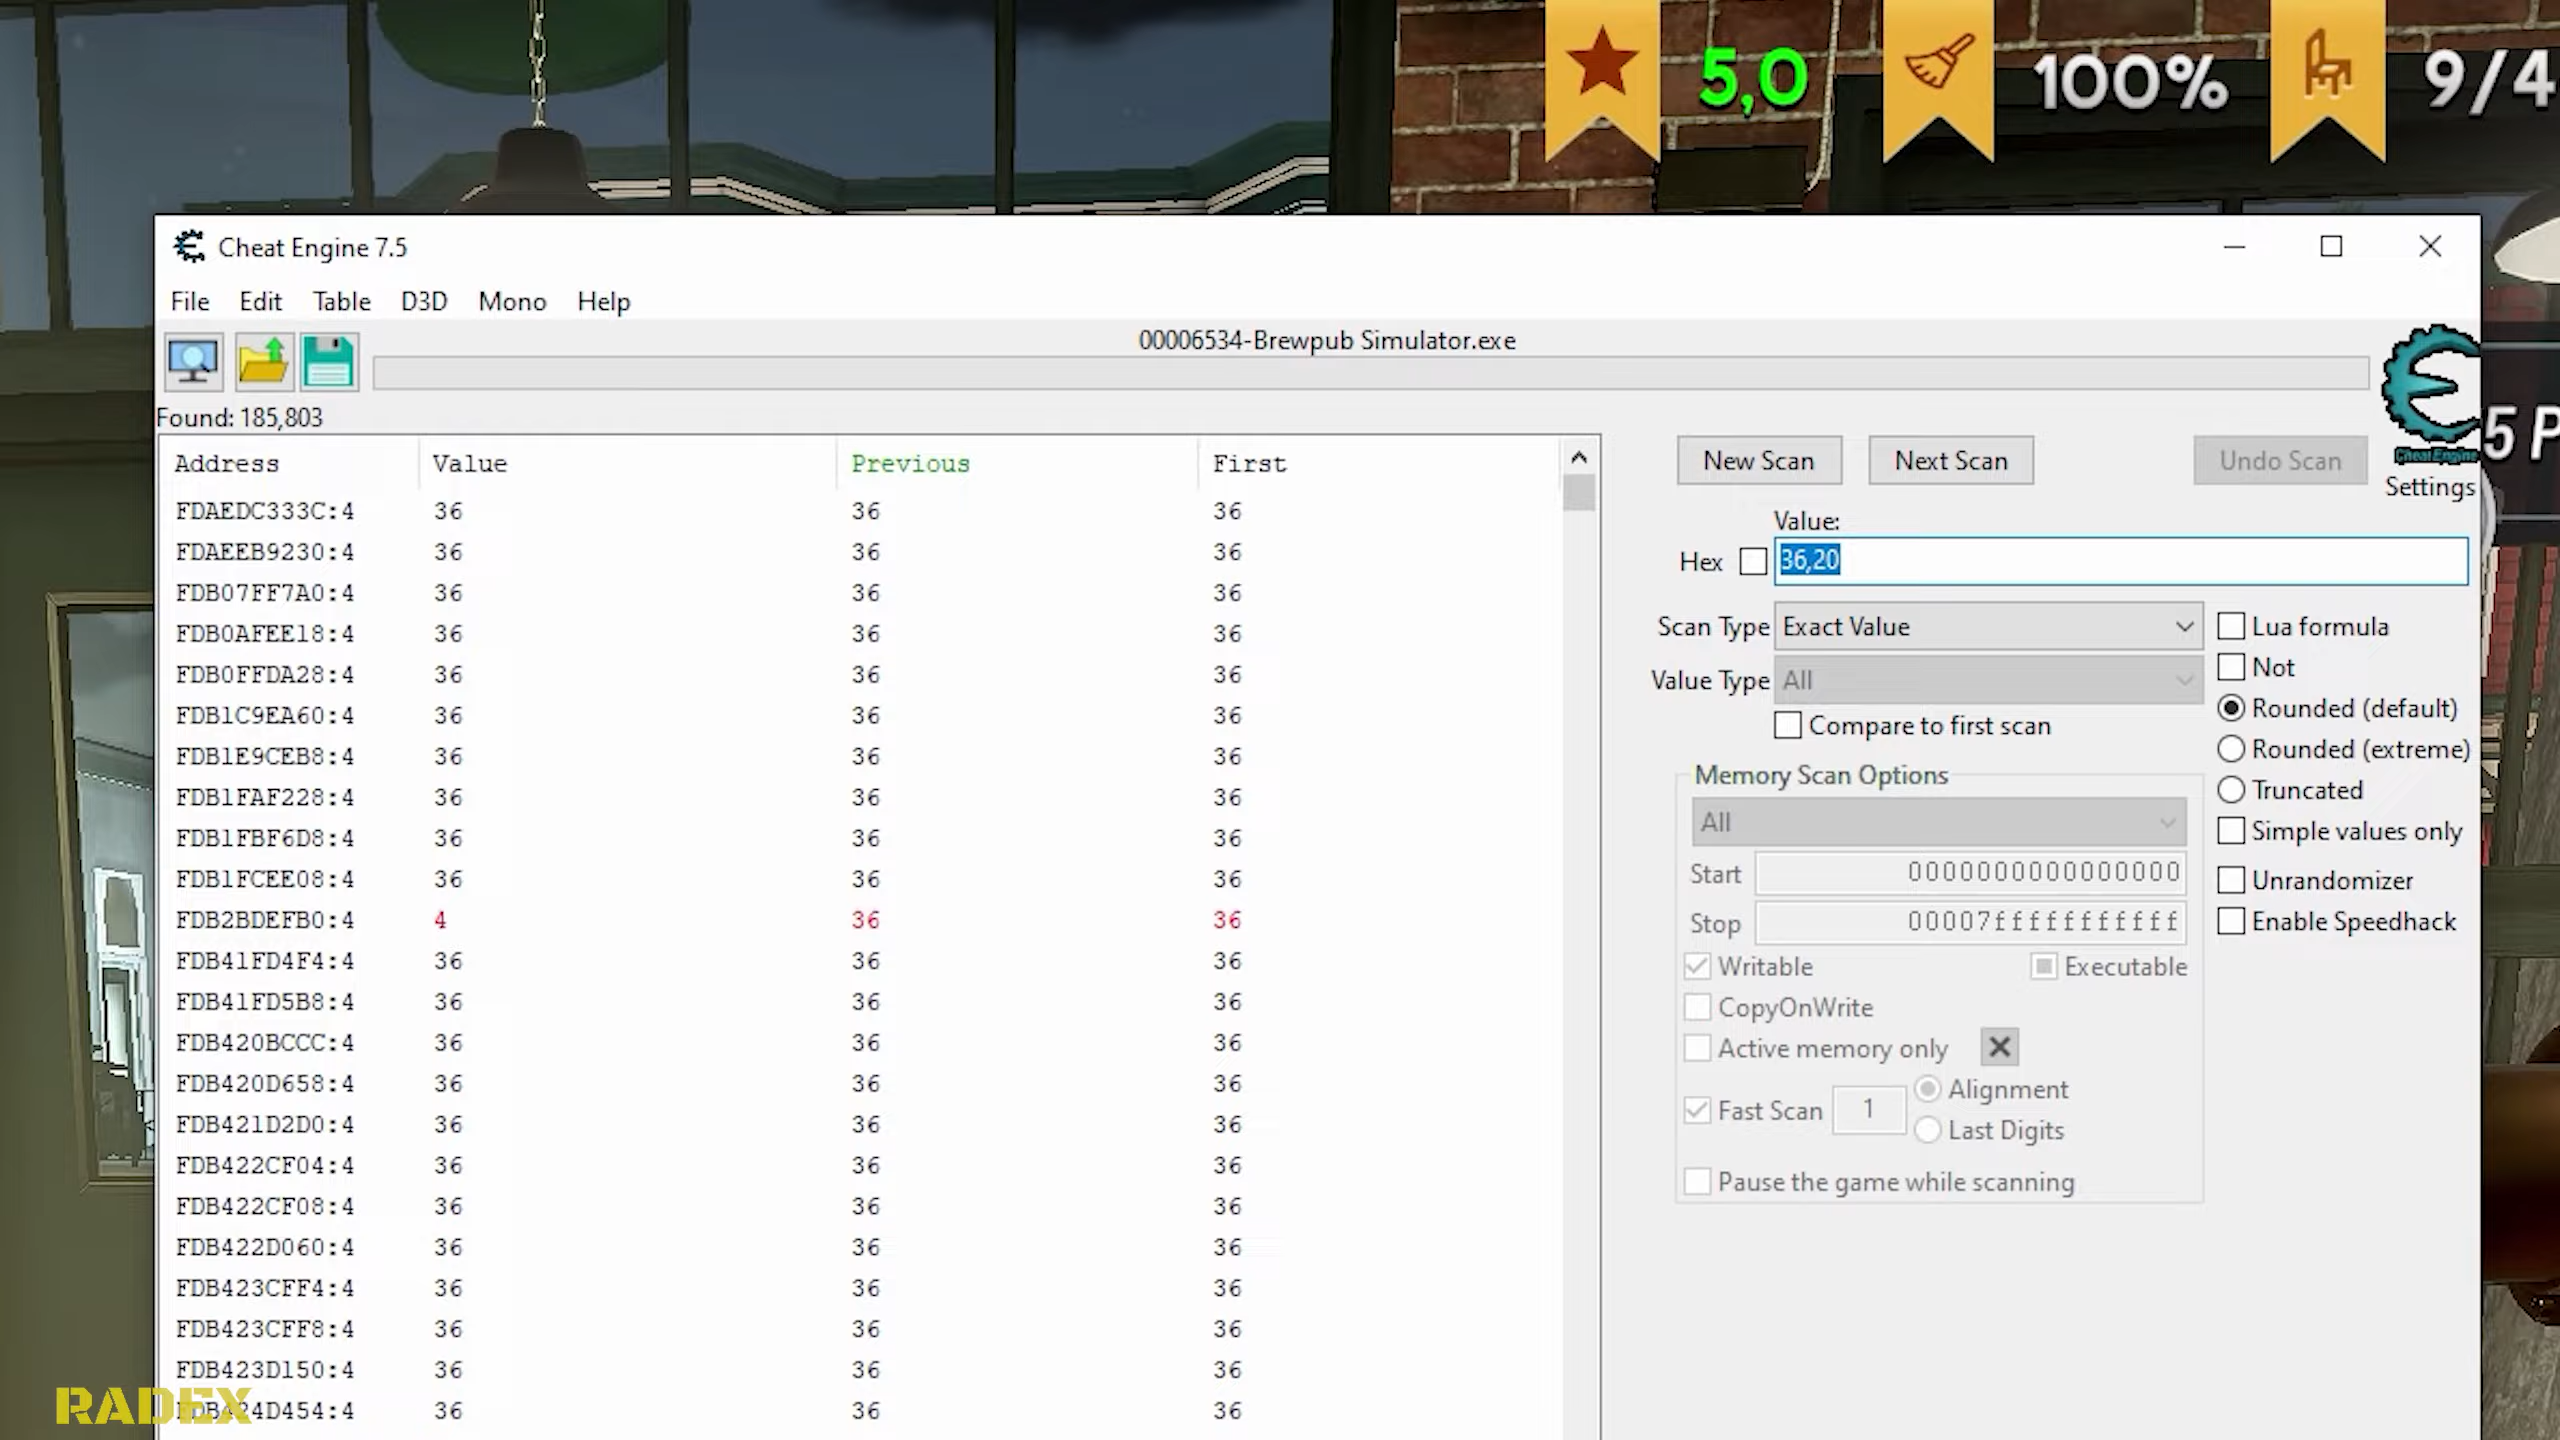 5,0
100%
9/4
Cheat Engine 7.5
File Edit Table D3D Mono Help
00006534-Brewpub Simulator.exe
Found: 185,803
Address Value Previous First
FDAEDC333C:4 36 36 36
FDAEEB9230:4 36 36 36
FDB07FF7A0:4 36 36 36
FDB0AFEE18:4 36 36 36
FDB0FFDA28:4 36 36 36
FDB1C9EA60:4 36 36 36
FDB1E9CEB8:4 36 36 36
FDB1FAF228:4 36 36 36
FDB1FBF6D8:4 36 36 36
FDB1FCEE08:4 36 36 36
FDB2BDEFB0:4 4 36 36
FDB41FD4F4:4 36 36 36
FDB41FD5B8:4 36 36 36
FDB420BCCC:4 36 36 36
FDB420D658:4 36 36 36
FDB421D2D0:4 36 36 36
FDB422CF04:4 36 36 36
FDB422CF08:4 36 36 36
FDB422D060:4 36 36 36
FDB423CFF4:4 36 36 36
FDB423CFF8:4 36 36 36
FDB423D150:4 36 36 36
FDB424D454:4 36 36 36
New Scan Next Scan Undo Scan
Cheat Engine
Settings
5 P
Value:
Hex 36,20
Scan Type Exact Value
Value Type All
Compare to first scan
Lua formula
Not
Rounded (default)
Rounded (extreme)
Truncated
Simple values only
Unrandomizer
Enable Speedhack
Memory Scan Options
All
Start 0000000000000000
Stop 00007fffffffffff
Writable Executable
CopyOnWrite
Active memory only
Fast Scan 1 Alignment
Last Digits
Pause the game while scanning
RADEX